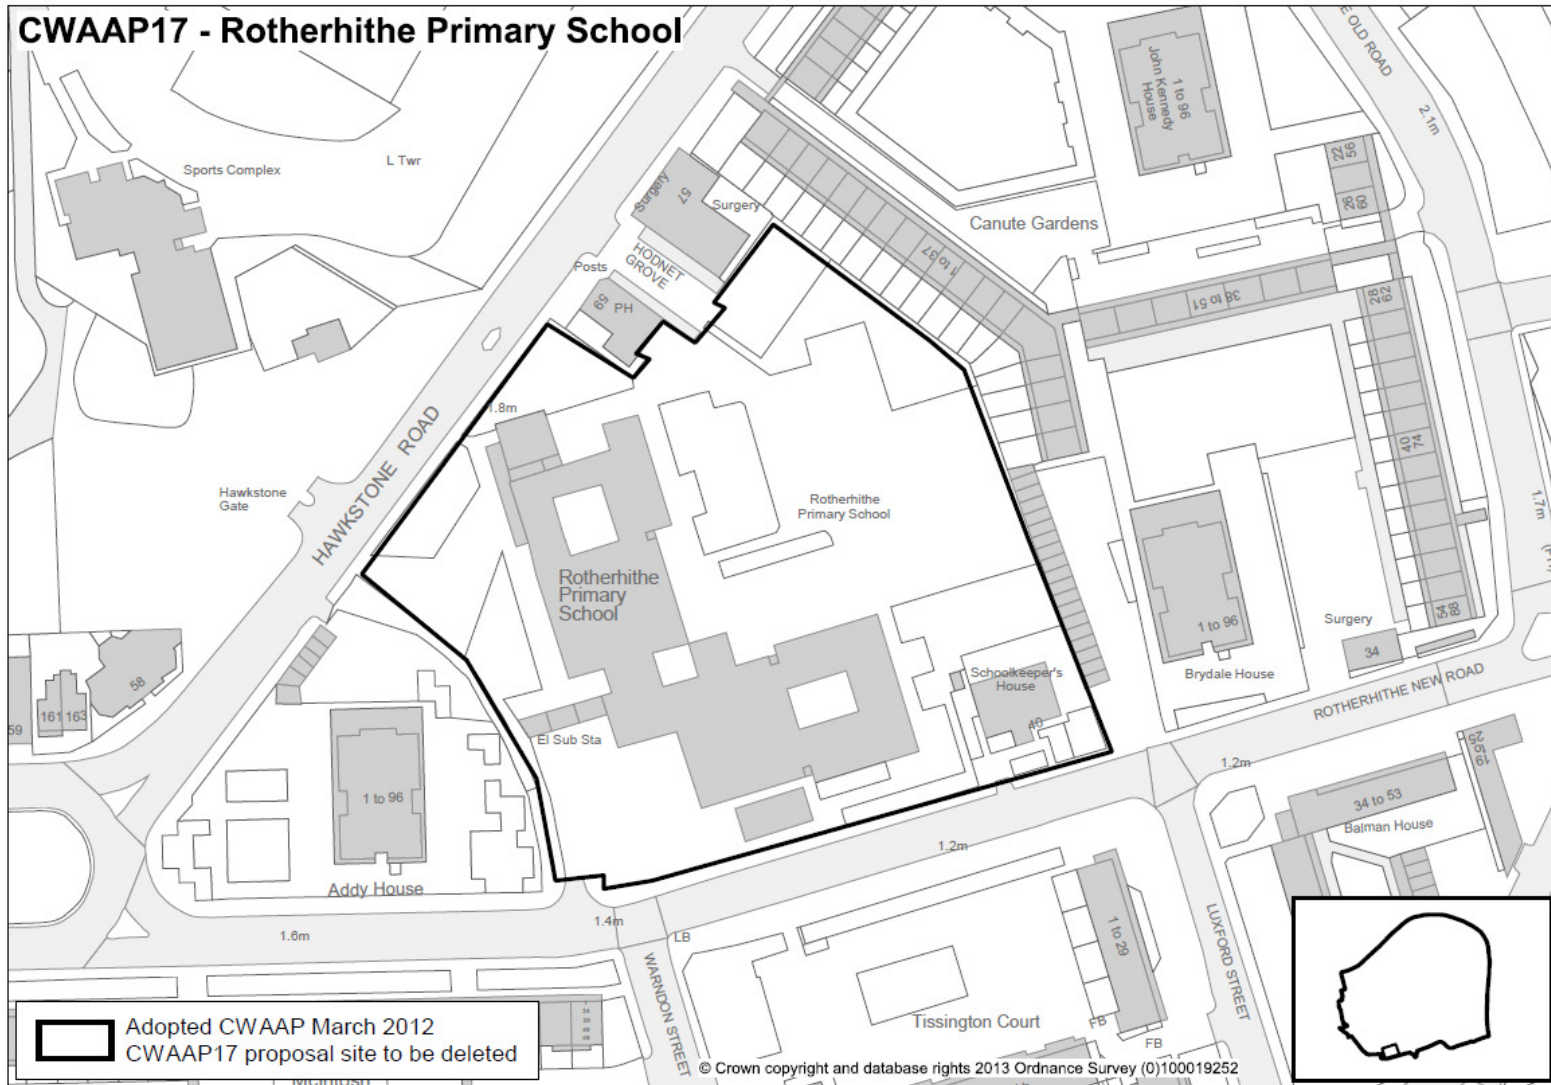 CWAAP17 - Rotherhithe Primary School
Sports Complex
L Twr
Surgery
57
Surgery
HODNET
GROVE
Posts
59
PH
1.8m
HAWKSTONE ROAD
Hawkstone
Gate
Canute Gardens
1 to 37
38 to 51
1 to 96
John Kennedy
House
E OLD ROAD
2.1m
22
56
26
60
28
62
40
74
54
88
1.7m
Rotherhithe
Primary School
Rotherhithe
Primary
School
Schoolkeeper's
House
40
El Sub Sta
1 to 96
Brydale House
Surgery
34
ROTHERHITHE NEW ROAD
59
161 163
58
1 to 96
Addy House
1.6m
1.4m
LB
1.2m
1.2m
WARNDON STREET
LUXFORD STREET
34 to 53
Balman House
19
25
1 to 29
Tissington Court
FB
FB
McIntosh
Adopted CWAAP March 2012
CWAAP17 proposal site to be deleted
© Crown copyright and database rights 2013 Ordnance Survey (0)100019252